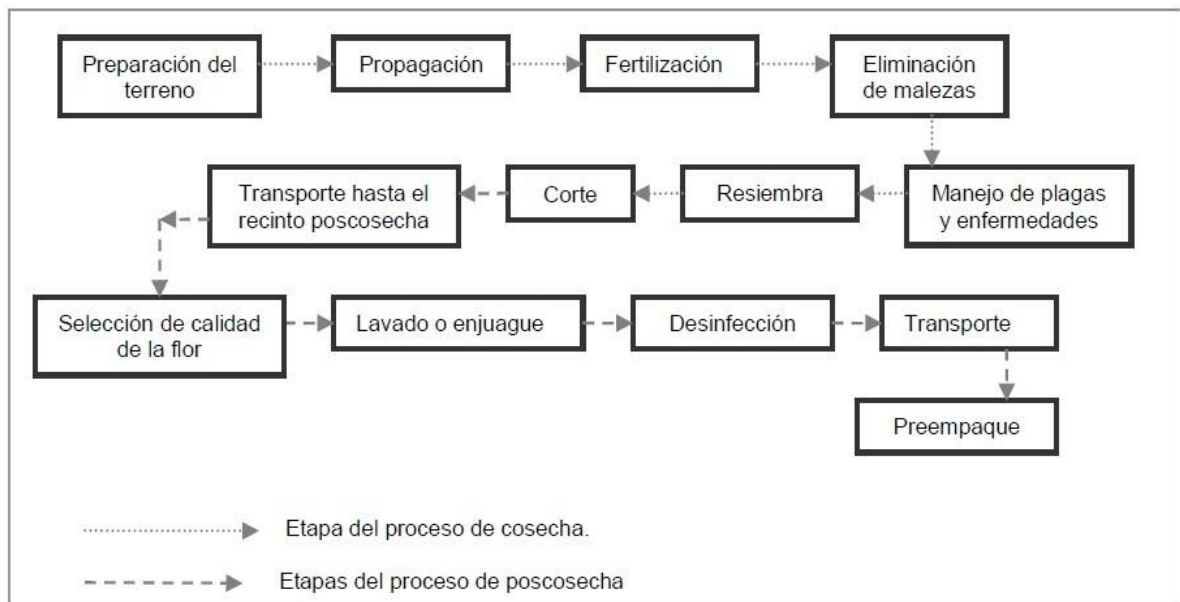 Preparación del
terreno
Propagación
Fertilización
Eliminación
de malezas
Transporte hasta el
recinto poscosecha
Corte
Resiembra
Manejo de plagas
y enfermedades
Selección de calidad
de la flor
Lavado o enjuague
Desinfección
Transporte
Preempaque
Etapa del proceso de cosecha.
Etapas del proceso de poscosecha